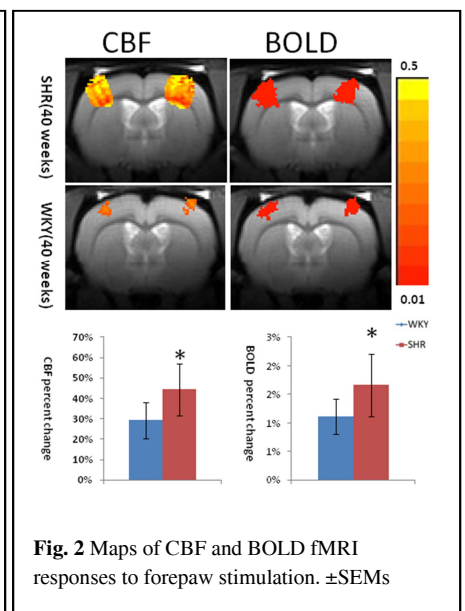 CBF BOLD
SHR(40 weeks)
0.5
WKY(40 weeks)
0.01
70%
60%
50%
40%
30%
20%
10%
0%
CBF percent change
*
3%
2%
2%
1%
1%
0%
BOLD percent change
*
WKY
SHR
Fig. 2 Maps of CBF and BOLD fMRI
responses to forepaw stimulation. ±SEMs